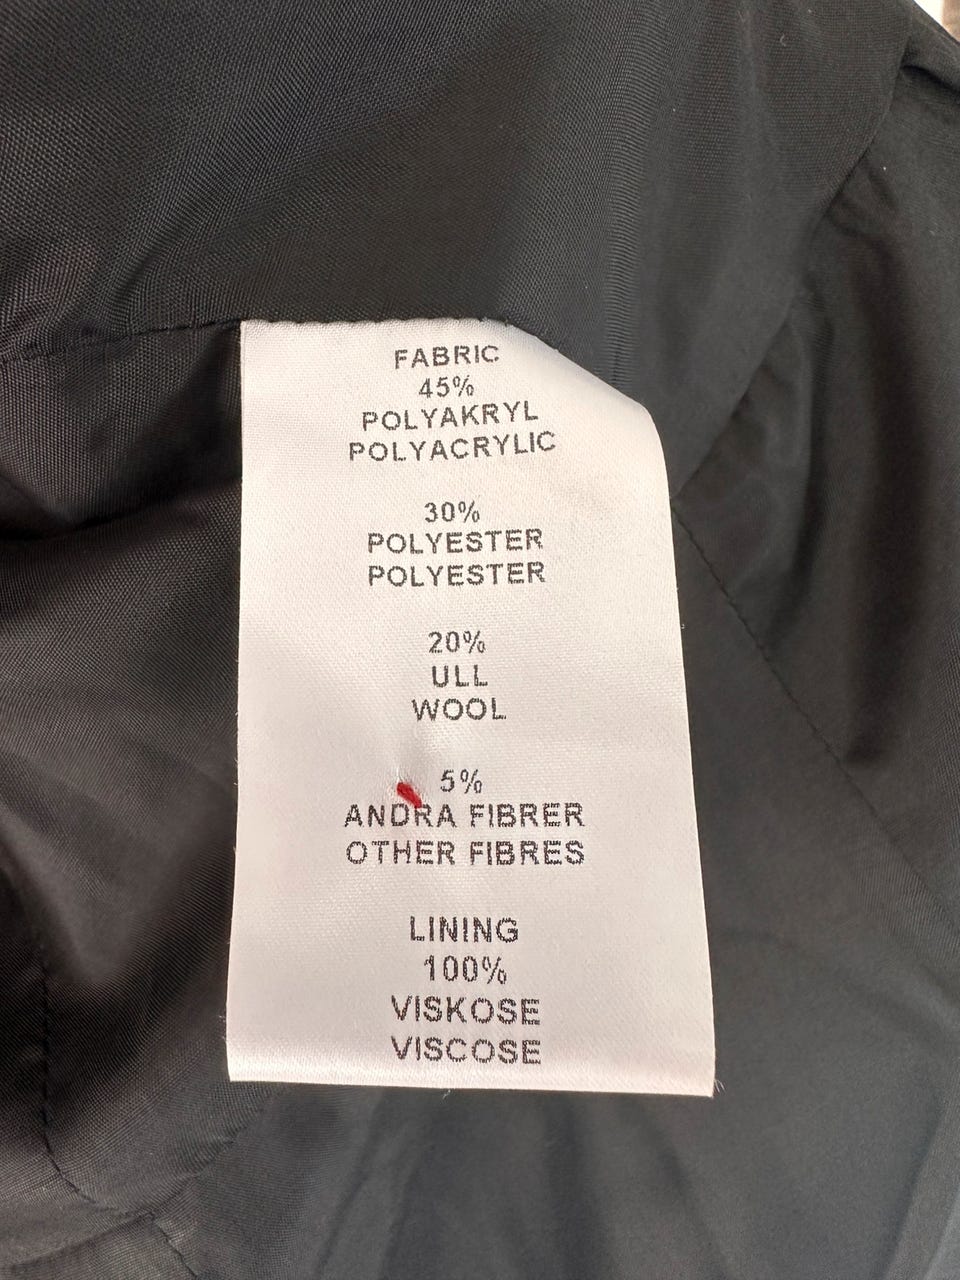 FABRIC
45%
POLYAKRYL
POLYACRYLIC
30%
POLYESTER
POLYESTER
20%
ULL
WOOL
5%
ANDRA FIBRER
OTHER FIBRES
LINING
100%
VISKOSE
VISCOSE